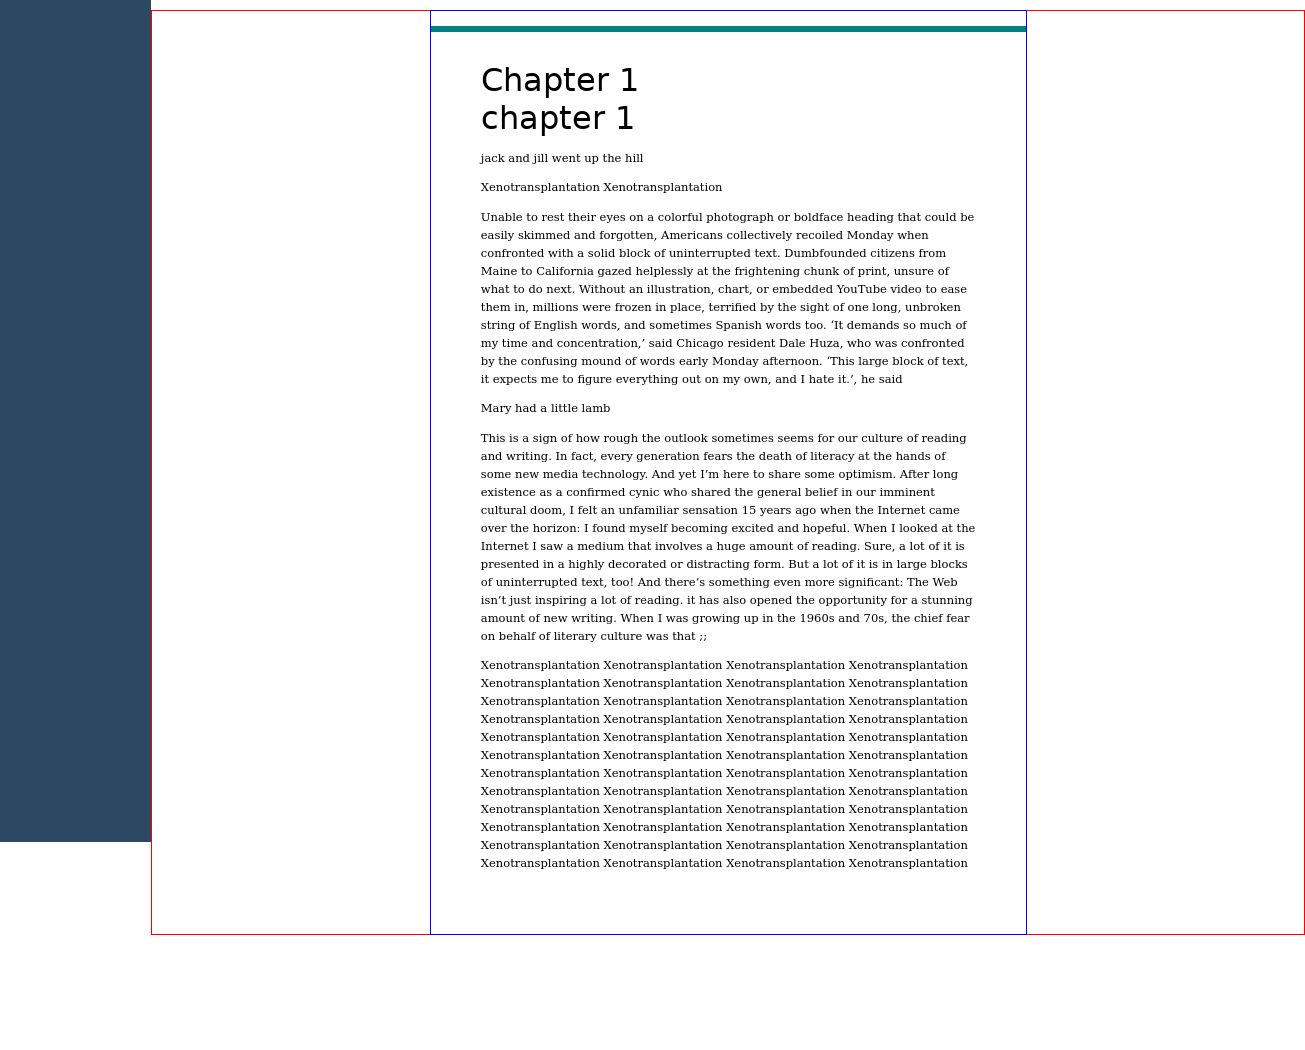 Chapter 1
chapter 1
jack and jill went up the hill
Xenotransplantation Xenotransplantation
Unable to rest their eyes on a colorful photograph or boldface heading that could be
easily skimmed and forgotten, Americans collectively recoiled Monday when
confronted with a solid block of uninterrupted text. Dumbfounded citizens from
Maine to California gazed helplessly at the frightening chunk of print, unsure of
what to do next. Without an illustration, chart, or embedded YouTube video to ease
them in, millions were frozen in place, terrified by the sight of one long, unbroken
string of English words, and sometimes Spanish words too. ‘It demands so much of
my time and concentration,’ said Chicago resident Dale Huza, who was confronted
by the confusing mound of words early Monday afternoon. ‘This large block of text,
it expects me to figure everything out on my own, and I hate it.’, he said
Mary had a little lamb
This is a sign of how rough the outlook sometimes seems for our culture of reading
and writing. In fact, every generation fears the death of literacy at the hands of
some new media technology. And yet I’m here to share some optimism. After long
existence as a confirmed cynic who shared the general belief in our imminent
cultural doom, I felt an unfamiliar sensation 15 years ago when the Internet came
over the horizon: I found myself becoming excited and hopeful. When I looked at the
Internet I saw a medium that involves a huge amount of reading. Sure, a lot of it is
presented in a highly decorated or distracting form. But a lot of it is in large blocks
of uninterrupted text, too! And there’s something even more significant: The Web
isn’t just inspiring a lot of reading. it has also opened the opportunity for a stunning
amount of new writing. When I was growing up in the 1960s and 70s, the chief fear
on behalf of literary culture was that ;;
Xenotransplantation Xenotransplantation Xenotransplantation Xenotransplantation
Xenotransplantation Xenotransplantation Xenotransplantation Xenotransplantation
Xenotransplantation Xenotransplantation Xenotransplantation Xenotransplantation
Xenotransplantation Xenotransplantation Xenotransplantation Xenotransplantation
Xenotransplantation Xenotransplantation Xenotransplantation Xenotransplantation
Xenotransplantation Xenotransplantation Xenotransplantation Xenotransplantation
Xenotransplantation Xenotransplantation Xenotransplantation Xenotransplantation
Xenotransplantation Xenotransplantation Xenotransplantation Xenotransplantation
Xenotransplantation Xenotransplantation Xenotransplantation Xenotransplantation
Xenotransplantation Xenotransplantation Xenotransplantation Xenotransplantation
Xenotransplantation Xenotransplantation Xenotransplantation Xenotransplantation
Xenotransplantation Xenotransplantation Xenotransplantation Xenotransplantation